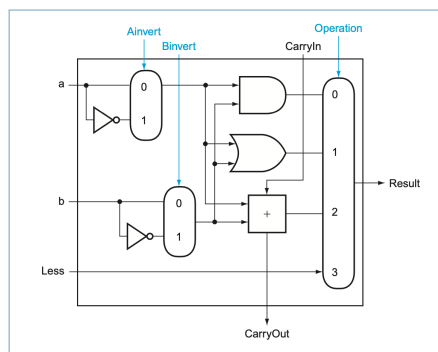 Ainvert
Operation
Binvert
CarryIn
a
0
0
1
1
Result
b
0
+
2
1
Less
3
CarryOut